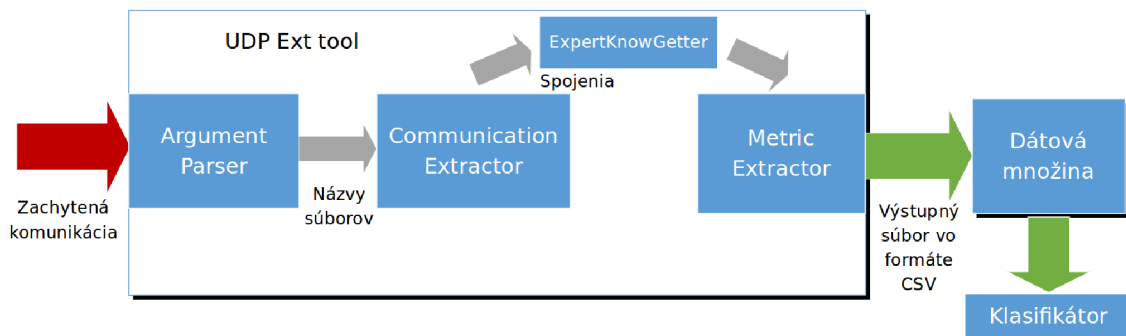 UDP Ext tool
ExpertKnowGetter
Spojenia
Argument
Parser
Communication
Extractor
Metric
Extractor
Dátová
množina
Zachytená
komunikácia
Názvy
súborov
Výstupný
súbor vo
formáte
CSV
Klasifikátor